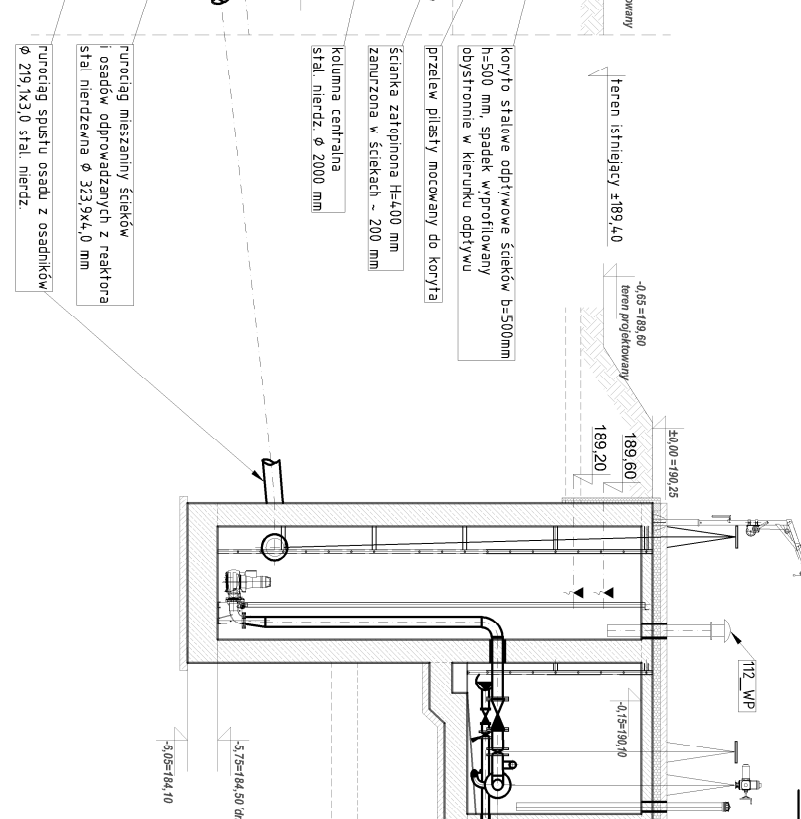 koryto stalowe odpływowe ścieków b=500mm
h=500 mm, spadek wyprofilowany
obystronnie w kierunku odpływu
przelew pilasty mocowany do koryta
ścianka zatopinona H=400 mm
zanurzona w ściekach ~ 200 mm
kolumna centralna
stal. nierdz. Ø 2000 mm
rurociąg mieszaniny ścieków
i osadów odprowadzanych z reaktora
stal nierdzewna Ø 323,9x4,0 mm
rurociąg spustu osadu z osadników
Ø 219,1x3,0 stal. nierdz.
teren istniejący ±189,40
-0,65=189,60
teren projektowany
±0,00=190,25
189,60
189,20
112_WP
-0,15=190,10
-5,75=184,50
-6,05=184,10